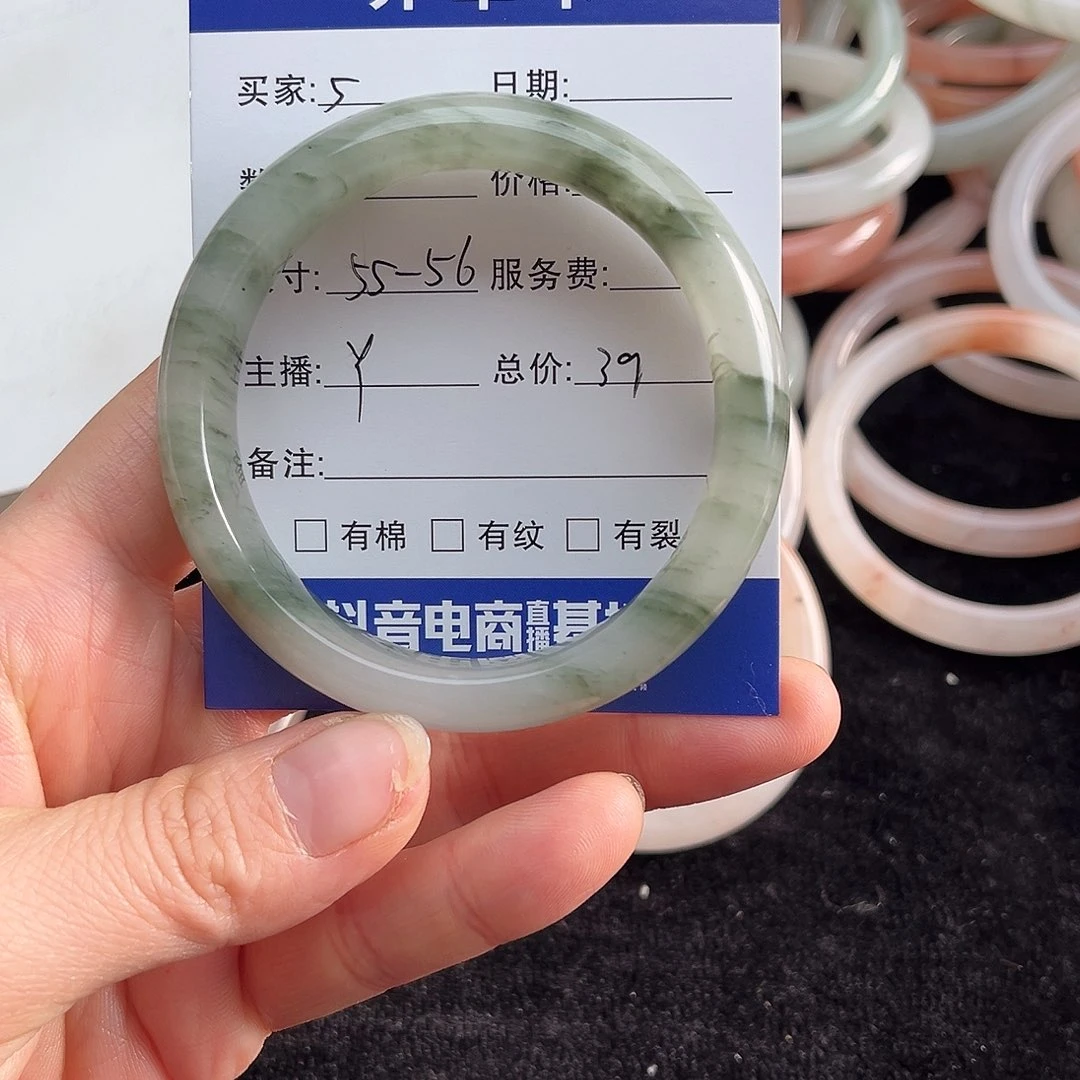 买家:5 日期:
价格:
寸: 55-56 服务费:
主播: Y 总价: 39
备注:
□有棉 □有纹 □有裂
抖音电商直播基地